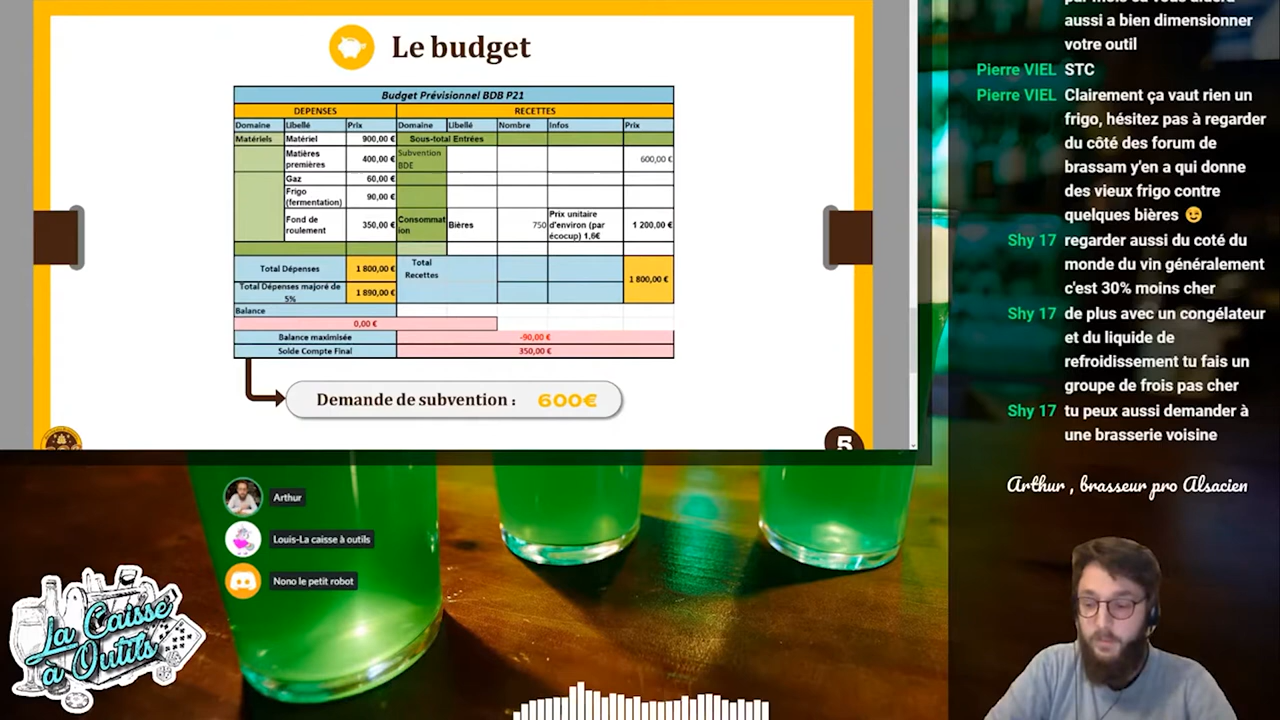 Le budget
Budget Prévisionnel BDB P21
DEPENSES RECETTES
Domaine Libellé Prix Domaine Libellé Nombre Infos Prix
Matériels Matériel 900,00 € Sous-total Entrées
Matières premières 400,00 € Subvention BDE 600,00 €
Gaz 60,00 €
Frigo (fermentation) 90,00 €
Fond de roulement 350,00 € Consommation Bières 750 Prix unitaire d'environ (par écocup) 1,6€ 1 200,00 €
Total Dépenses 1 800,00 € Total Recettes 1 800,00 €
Total Dépenses majoré de 5% 1 890,00 €
Balance
0,00 €
Balance maximisée -90,00 €
Solde Compte Final 350,00 €
Demande de subvention : 600€
5
Arthur
Louis-La caisse à outils
Nono le petit robot
La Caisse
à Outils
aussi a bien dimensionner
votre outil
Pierre VIEL STC
Pierre VIEL Clairement ça vaut rien un
frigo, hésitez pas à regarder
du côté des forum de
brassam y'en a qui donne
des vieux frigo contre
quelques bières 😉
Shy 17 regarder aussi du coté du
monde du vin généralement
c'est 30% moins cher
Shy 17 de plus avec un congélateur
et du liquide de
refroidissement tu fais un
groupe de frois pas cher
Shy 17 tu peux aussi demander à
une brasserie voisine
Arthur , brasseur pro Alsacien